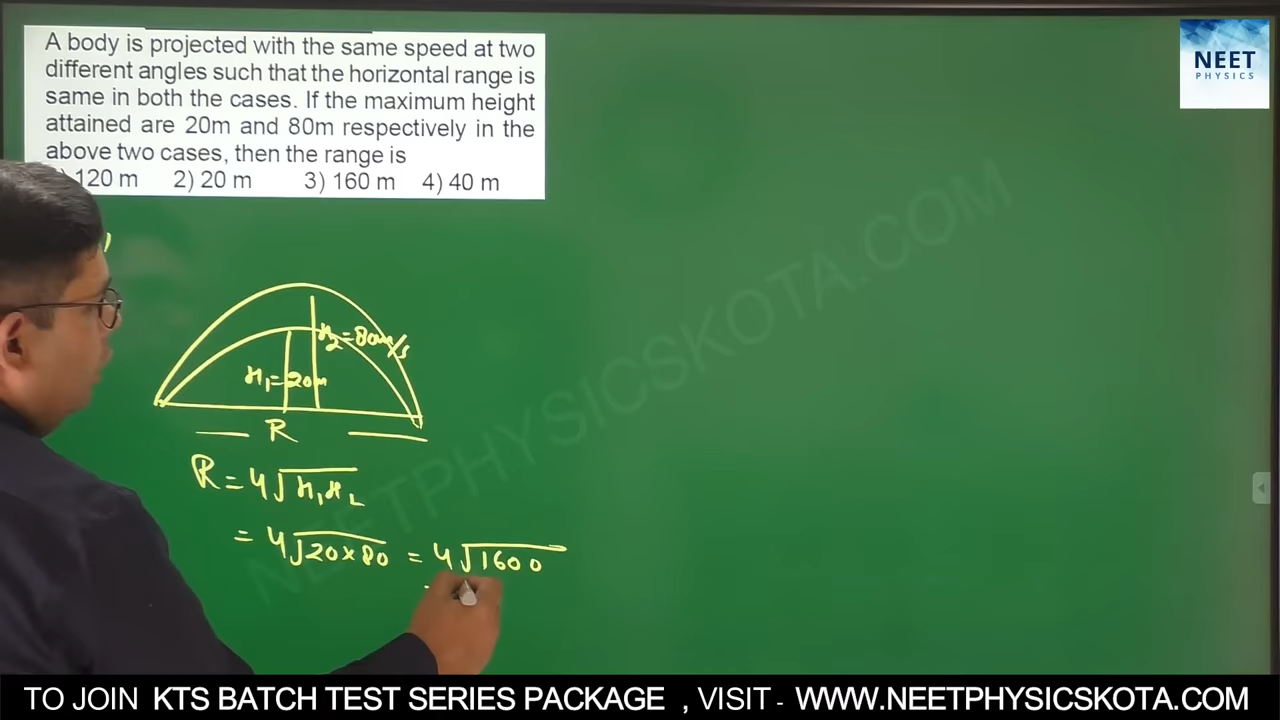 A body is projected with the same speed at two
different angles such that the horizontal range is
same in both the cases. If the maximum height
attained are 20m and 80m respectively in the
above two cases, then the range is
) 120 m 2) 20 m 3) 160 m 4) 40 m
NEET
PHYSICS
H₂=80m/s
H₁=20m
R
R=4√H₁H₂
=4√20×80 = 4√1600
NEETPHYSICSKOTA.COM
TO JOIN KTS BATCH TEST SERIES PACKAGE , VISIT - WWW.NEETPHYSICSKOTA.COM